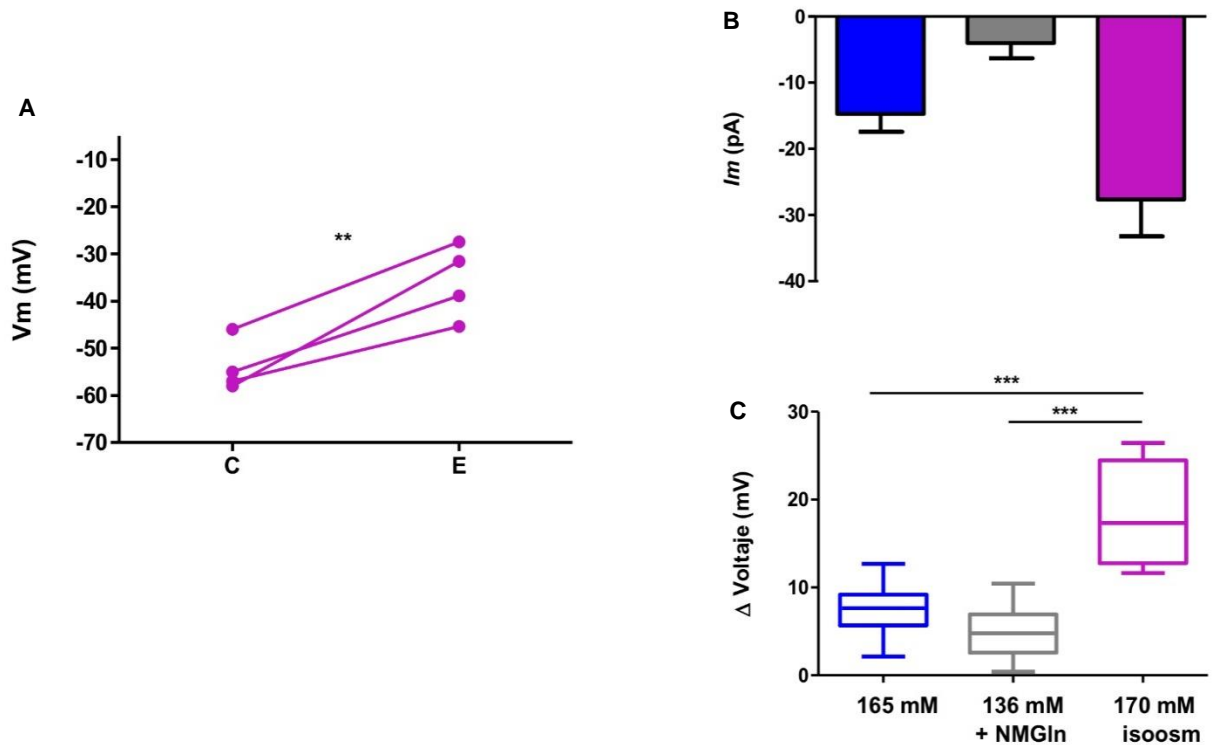 A
Vm (mV)
-10
-20
-30
-40
-50
-60
-70
**
C
E
B
Im (pA)
0
-10
-20
-30
-40
C
Δ Voltaje (mV)
30
20
10
0
***
***
165 mM
136 mM
170 mM
+ NMGln
isoosm